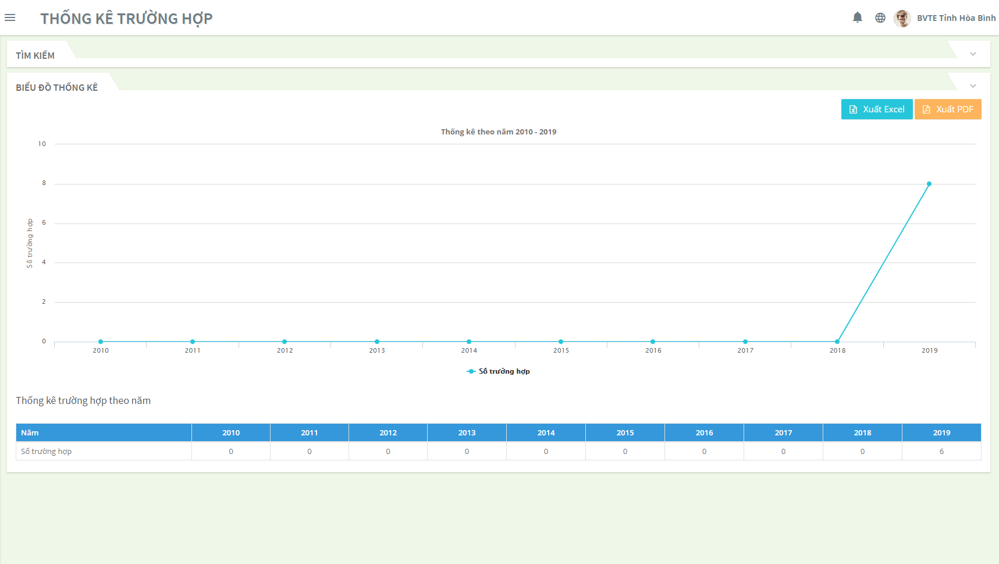 THỐNG KÊ TRƯỜNG HỢP
BVTE Tỉnh Hòa Bình
TÌM KIẾM
BIỂU ĐỒ THỐNG KÊ
Xuất Excel Xuất PDF
Thống kê theo năm 2010 - 2019
10
8
6
4
2
0
Số trường hợp
2010 2011 2012 2013 2014 2015 2016 2017 2018 2019
Số trường hợp
Thống kê trường hợp theo năm
Năm 2010 2011 2012 2013 2014 2015 2016 2017 2018 2019
Số trường hợp 0 0 0 0 0 0 0 0 0 6